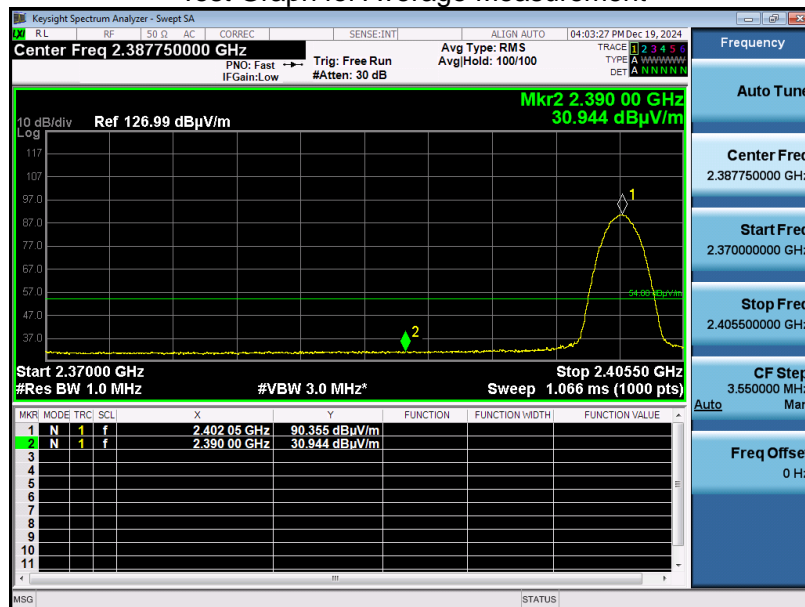 Test Graph for Average Measurement
Keysight Spectrum Analyzer - Swept SA
RL RF 50 Ω AC CORREC SENSE:INT ALIGN AUTO 04:03:27 PM Dec 19, 2024
Center Freq 2.387750000 GHz
PNO: Fast
IFGain:Low
Trig: Free Run
#Atten: 30 dB
Avg Type: RMS
Avg|Hold: 100/100
TRACE 1 2 3 4 5 6
TYPE A WWWWW
DET A N N N N N
Mkr2 2.390 00 GHz
30.944 dBµV/m
10 dB/div Ref 126.99 dBµV/m
Log
117
107
97.0
87.0
77.0
67.0
57.0
47.0
37.0
1
54.00 dBµV/m
2
Start 2.37000 GHz Stop 2.40550 GHz
#Res BW 1.0 MHz #VBW 3.0 MHz* Sweep 1.066 ms (1000 pts)
MKR MODE TRC SCL X Y FUNCTION FUNCTION WIDTH FUNCTION VALUE
1 N 1 f 2.402 05 GHz 90.355 dBµV/m
2 N 1 f 2.390 00 GHz 30.944 dBµV/m
3
4
5
6
7
8
9
10
11
MSG STATUS
Frequency
Auto Tune
Center Freq
2.387750000 GHz
Start Freq
2.370000000 GHz
Stop Freq
2.405500000 GHz
CF Step
3.550000 MHz
Auto Man
Freq Offset
0 Hz